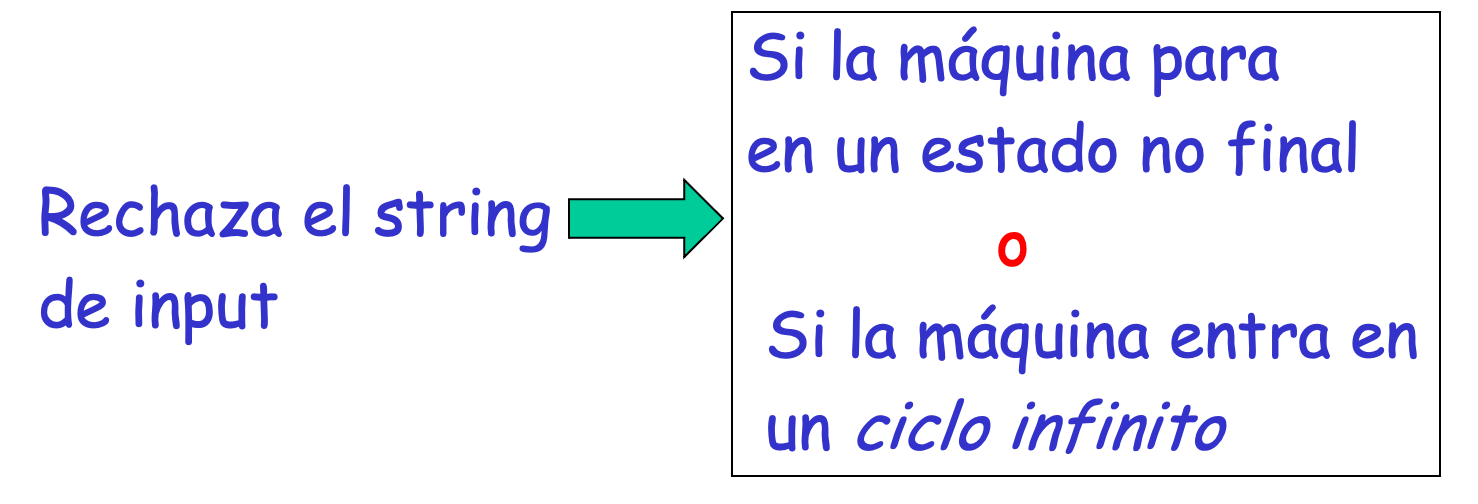 Rechaza el string
de input
Si la máquina para
en un estado no final
o
Si la máquina entra en
un ciclo infinito